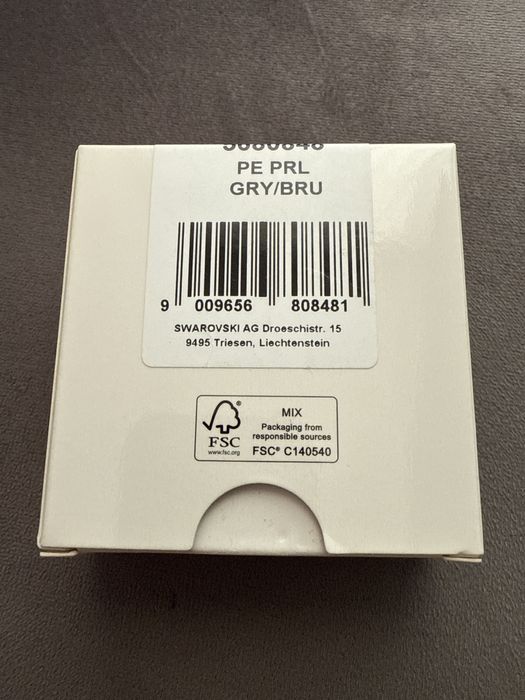 5680848
PE PRL
GRY/BRU
9 009656 808481
SWAROVSKI AG Droeschistr. 15
9495 Triesen, Liechtenstein
®
FSC
www.fsc.org
MIX
Packaging from
responsible sources
FSC® C140540